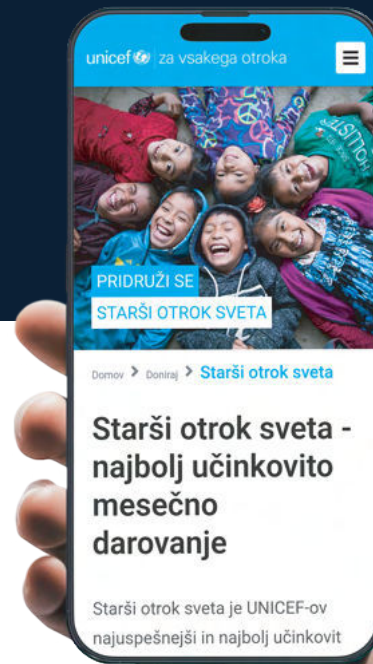 unicef za vsakega otroka
PRIDRUŽI SE
STARŠI OTROK SVETA
Domov > Doniraj > Starši otrok sveta
Starši otrok sveta -
najbolj učinkovito
mesečno
darovanje
Starši otrok sveta je UNICEF-ov
najuspešnejši in najbolj učinkovit